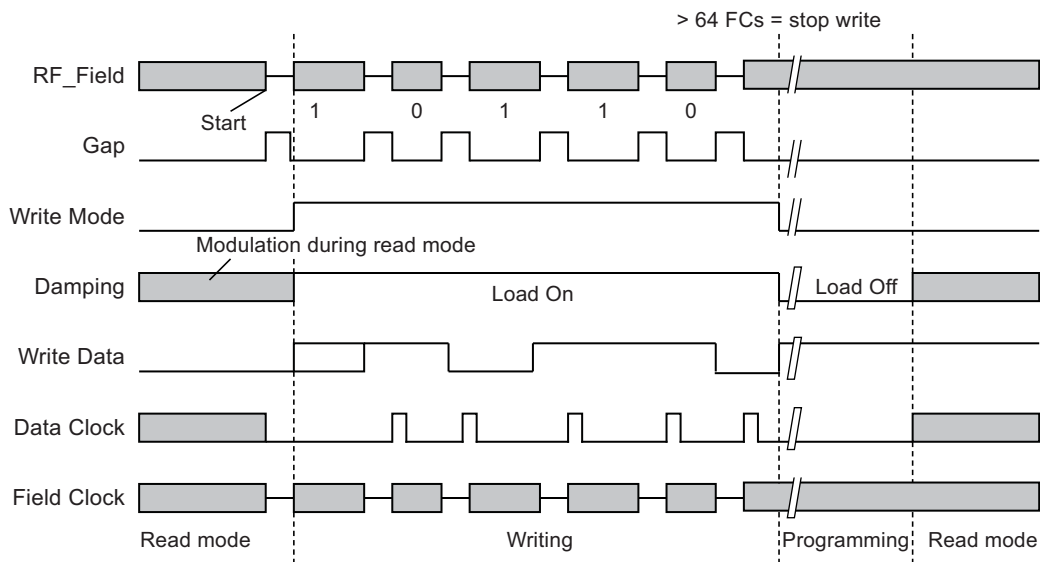 > 64 FCs = stop write
RF_Field
Start
1 0 1 1 0
Gap
Write Mode
Modulation during read mode
Damping
Load On
Load Off
Write Data
Data Clock
Field Clock
Read mode
Writing
Programming
Read mode